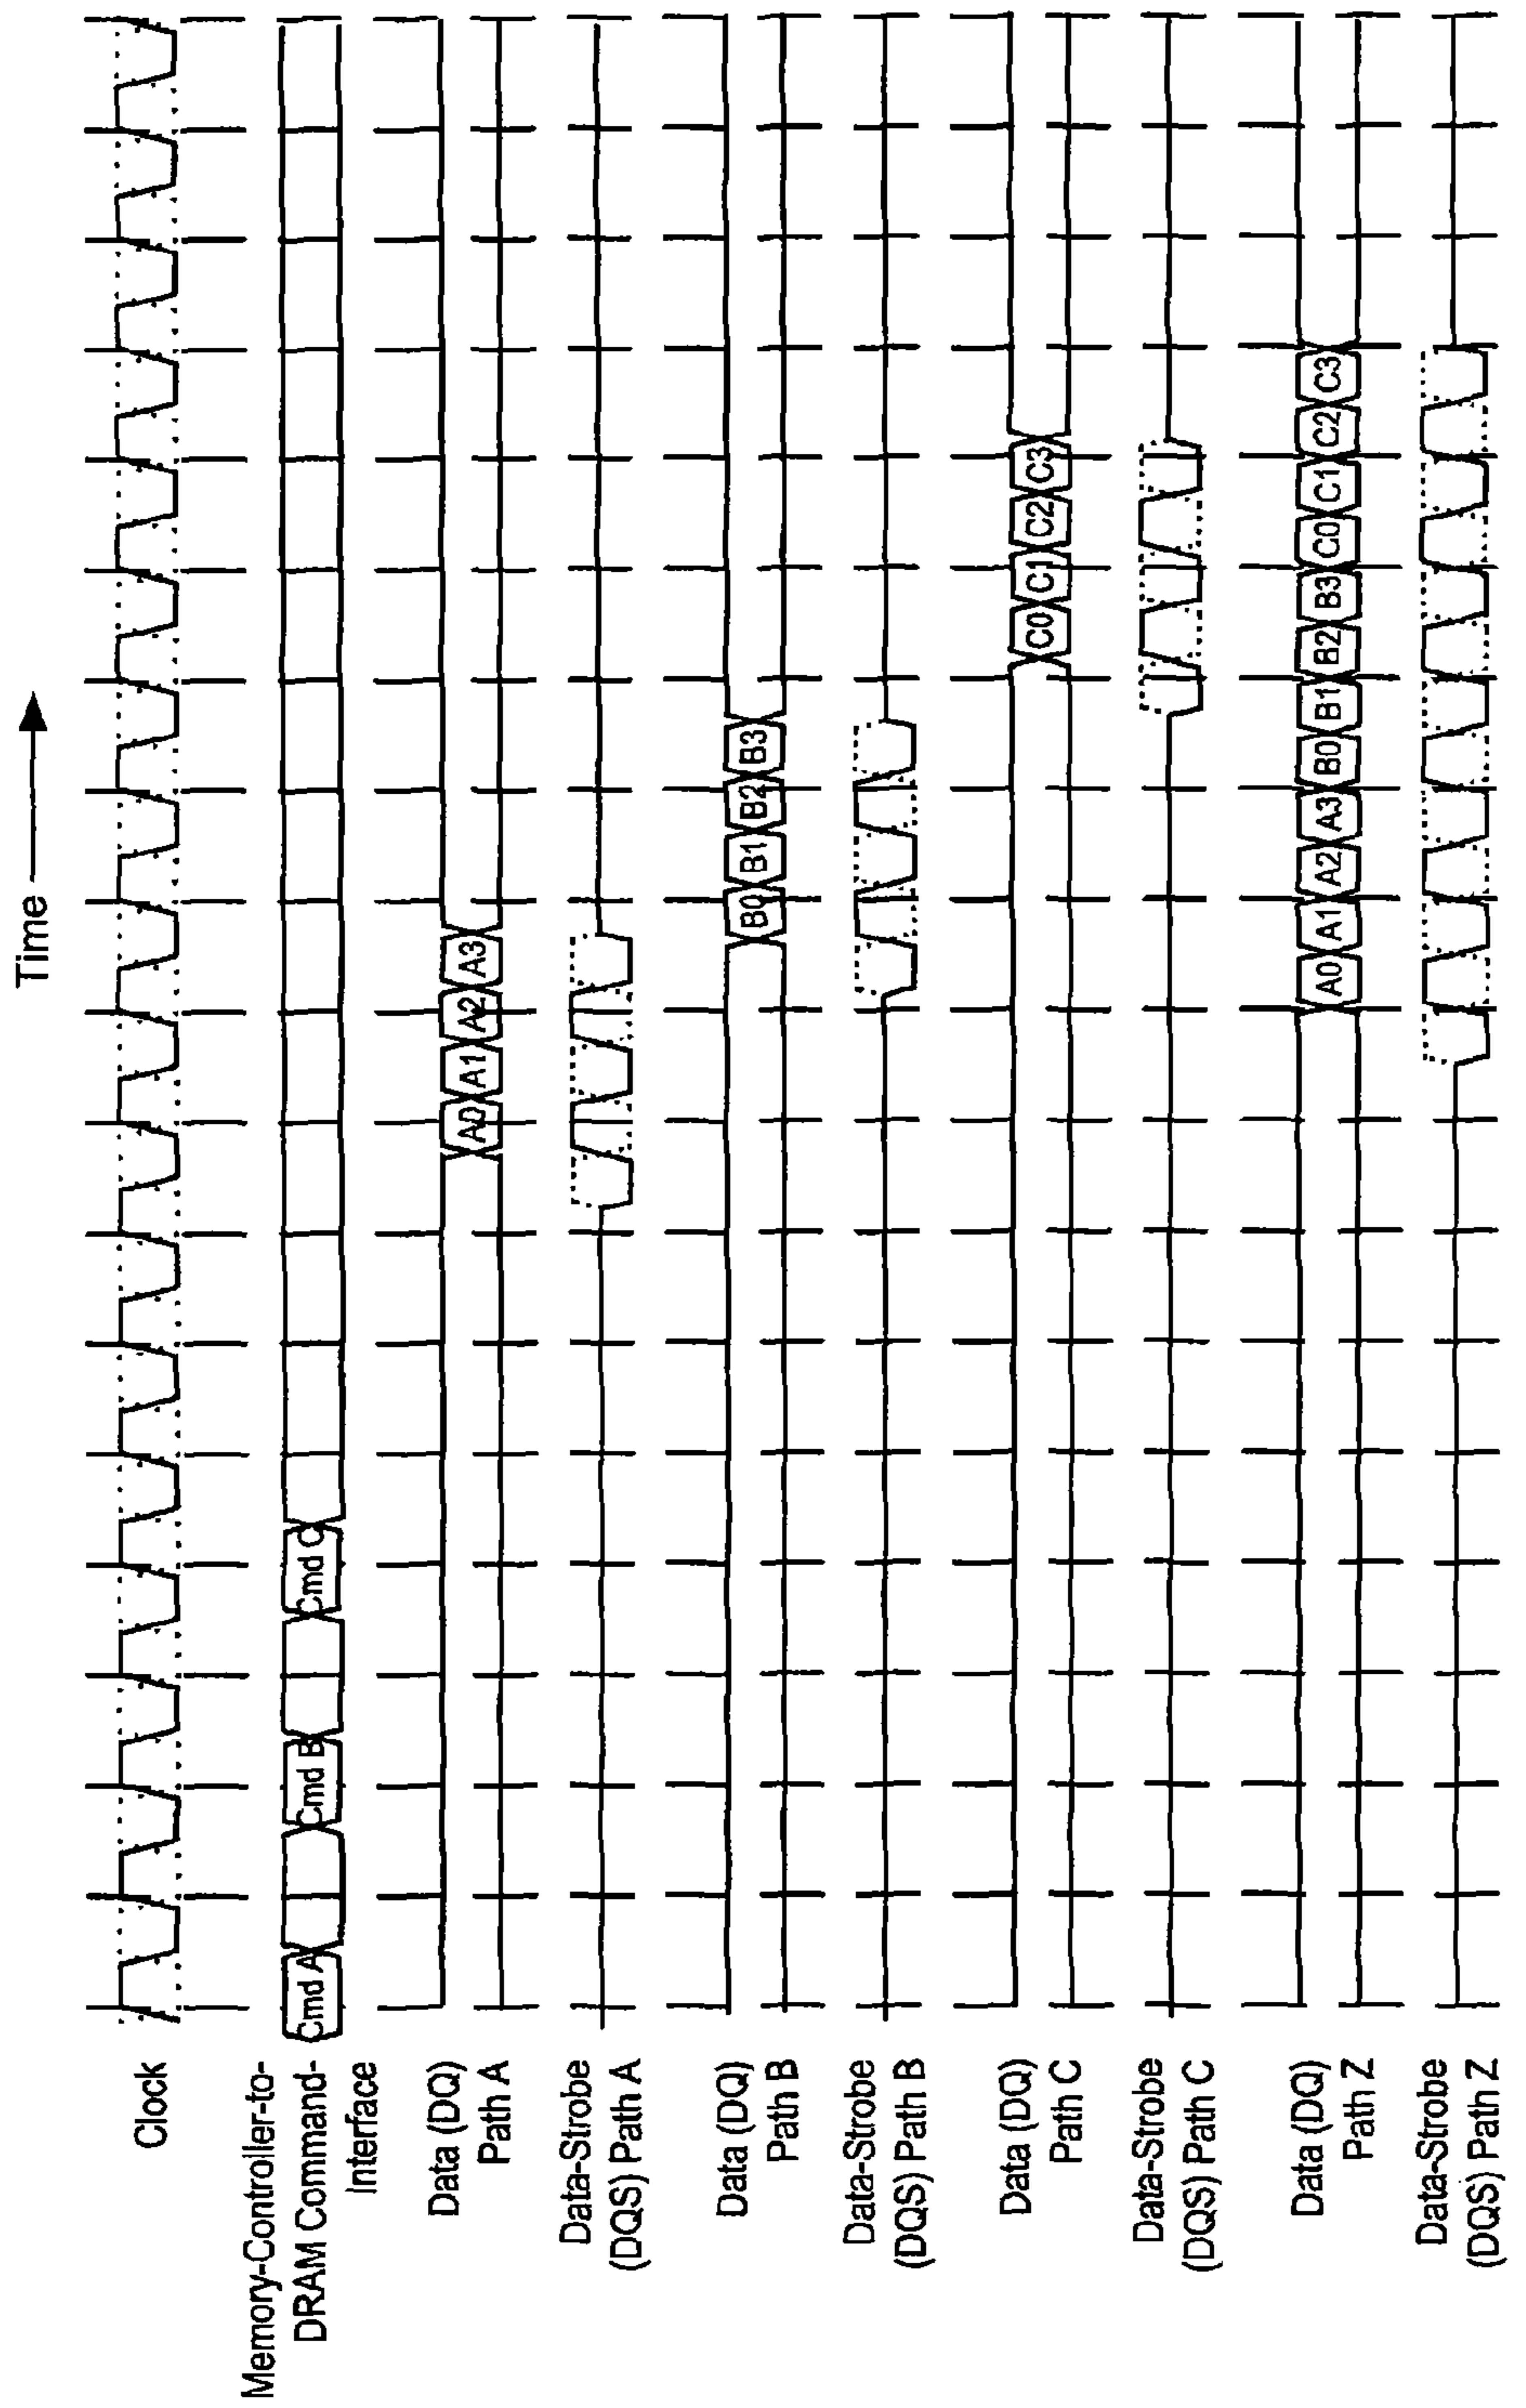 Time
Clock
Memory-Controller-to-
DRAM Command-
Interface
Cmd A
Cmd B
Cmd C
Data (DQ)
Path A
A0 A1 A2 A3
Data-Strobe
(DQS) Path A
Data (DQ)
Path B
B0 B1 B2 B3
Data-Strobe
(DQS) Path B
Data (DQ)
Path C
C0 C1 C2 C3
Data-Strobe
(DQS) Path C
Data (DQ)
Path Z
A0 A1 A2 A3 B0 B1 B2 B3 C0 C1 C2 C3
Data-Strobe
(DQS) Path Z